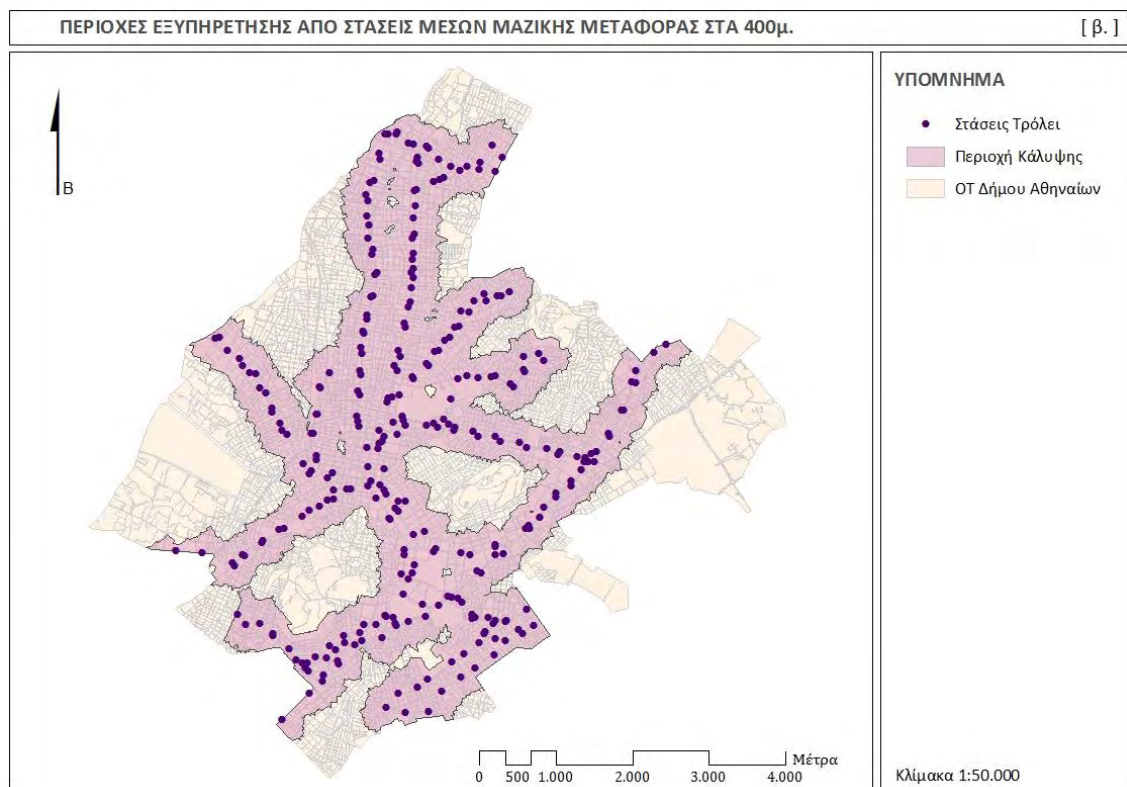 ΠΕΡΙΟΧΕΣ ΕΞΥΠΗΡΕΤΗΣΗΣ ΑΠΟ ΣΤΑΣΕΙΣ ΜΕΣΩΝ ΜΑΖΙΚΗΣ ΜΕΤΑΦΟΡΑΣ ΣΤΑ 400μ. [ β. ]
Β
ΥΠΟΜΝΗΜΑ
Στάσεις Τρόλει
Περιοχή Κάλυψης
ΟΤ Δήμου Αθηναίων
Μέτρα
0 500 1.000 2.000 3.000 4.000
Κλίμακα 1:50.000